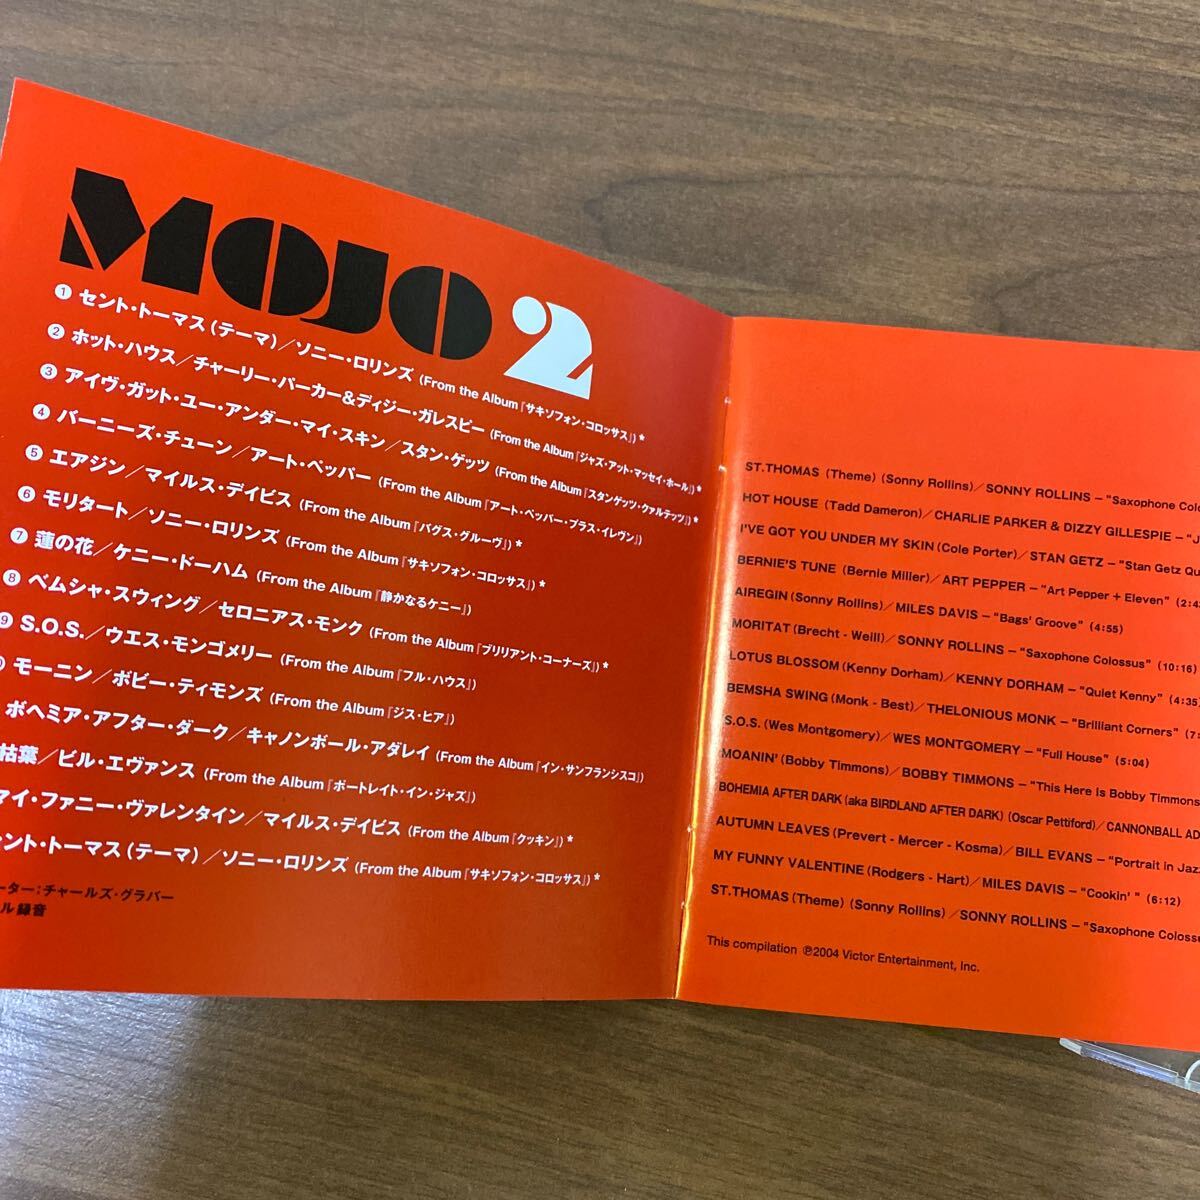 MOJO 2
① セント・トーマス(テーマ)／ソニー・ロリンズ (From the Album『サキソフォン・コロッサス』)*
② ホット・ハウス／チャーリー・パーカー&ディジー・ガレスピー (From the Album『ジャズ・アット・マッセイ・ホール』)*
③ アイヴ・ガット・ユー・アンダー・マイ・スキン／スタン・ゲッツ (From the Album『スタンゲッツ・クァルテッツ』)*
④ バーニーズ・チューン／アート・ペッパー (From the Album『アート・ペッパー・プラス・イレヴン』)
⑤ エアジン／マイルス・デイビス (From the Album『バグス・グルーヴ』)*
⑥ モリタート／ソニー・ロリンズ (From the Album『サキソフォン・コロッサス』)*
⑦ 蓮の花／ケニー・ドーハム (From the Album『静かなるケニー』)
⑧ ベムシャ・スウィング／セロニアス・モンク (From the Album『ブリリアント・コーナーズ』)*
9 S.O.S.／ウエス・モンゴメリー (From the Album『フル・ハウス』)
モーニン／ボビー・ティモンズ (From the Album『ジス・ヒア』)
ボヘミア・アフター・ダーク／キャノンボール・アダレイ (From the Album『イン・サンフランシスコ』)
枯葉／ビル・エヴァンス (From the Album『ポートレイト・イン・ジャズ』)
マイ・ファニー・ヴァレンタイン／マイルス・デイビス (From the Album『クッキン』)*
ント・トーマス(テーマ)／ソニー・ロリンズ (From the Album『サキソフォン・コロッサス』)*
ーター:チャールズ・グラバー
ル録音
ST.THOMAS (Theme) (Sonny Rollins)／SONNY ROLLINS – "Saxophone Colo
HOT HOUSE (Tadd Dameron)／CHARLIE PARKER & DIZZY GILLESPIE – "J
I'VE GOT YOU UNDER MY SKIN (Cole Porter)／STAN GETZ – "Stan Getz Qu
BERNIE'S TUNE (Bernie Miller)／ART PEPPER – "Art Pepper + Eleven" (2:4
AIREGIN (Sonny Rollins)／MILES DAVIS – "Bags' Groove" (4:55)
MORITAT (Brecht - Weill)／SONNY ROLLINS – "Saxophone Colossus" (10:16)
LOTUS BLOSSOM (Kenny Dorham)／KENNY DORHAM – "Quiet Kenny" (4:35)
BEMSHA SWING (Monk - Best)／THELONIOUS MONK – "Brilliant Corners" (7:
S.O.S. (Wes Montgomery)／WES MONTGOMERY – "Full House" (5:04)
MOANIN' (Bobby Timmons)／BOBBY TIMMONS – "This Here Is Bobby Timmons
BOHEMIA AFTER DARK (aka BIRDLAND AFTER DARK) (Oscar Pettiford)／CANNONBALL AD
AUTUMN LEAVES (Prevert - Mercer - Kosma)／BILL EVANS – "Portrait In Jazz
MY FUNNY VALENTINE (Rodgers - Hart)／MILES DAVIS – "Cookin' " (6:12)
ST.THOMAS (Theme) (Sonny Rollins)／SONNY ROLLINS – "Saxophone Colossu
This compilation ℗2004 Victor Entertainment, Inc.